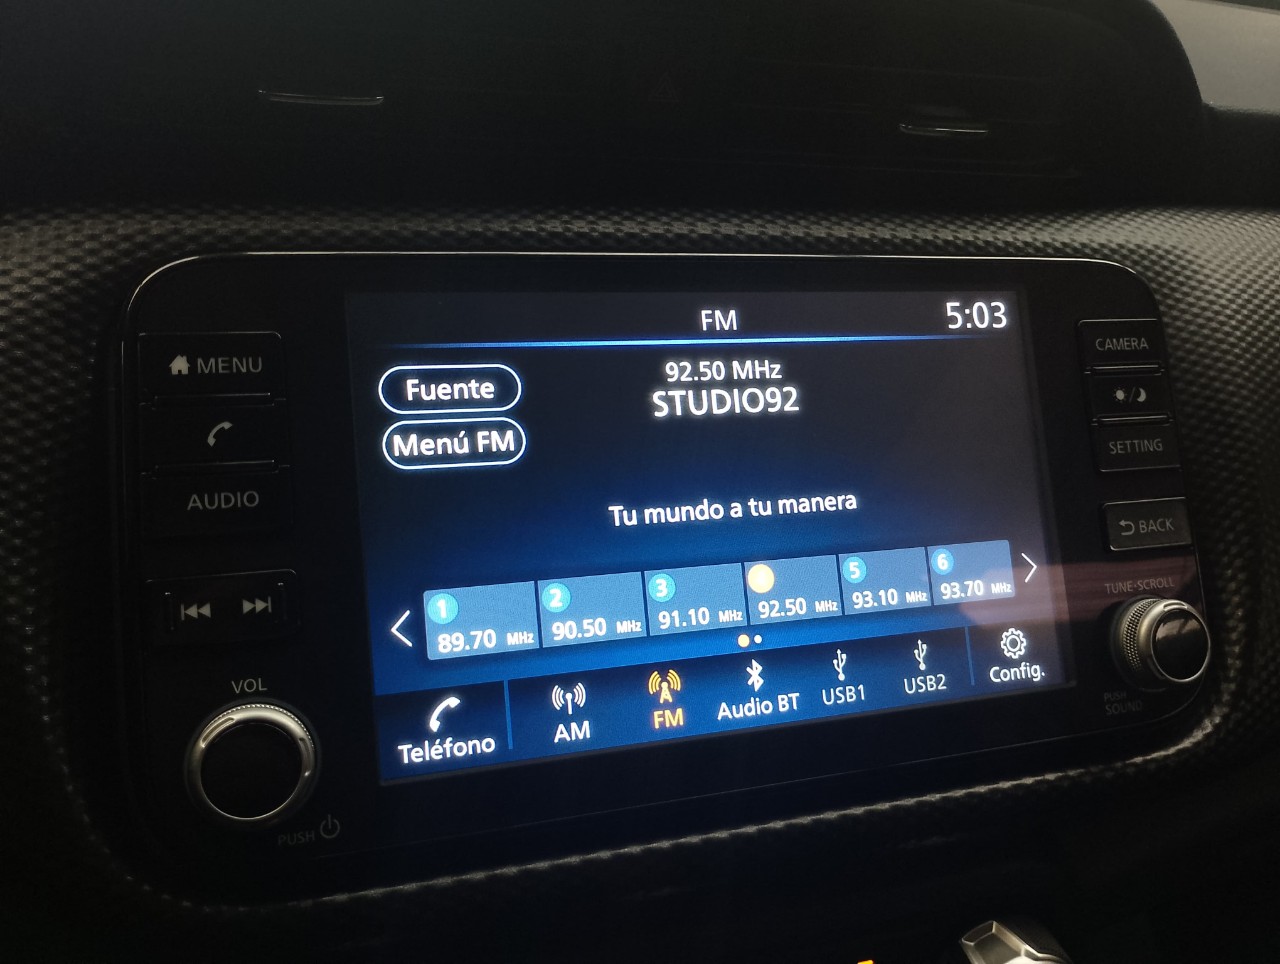 FM
5:03
MENU
CAMERA
92.50 MHz
Fuente
STUDIO92
Menú FM
SETTING
AUDIO
Tu mundo a tu manera
BACK
TUNE·SCROLL
1 2 3 5 6
89.70 MHz 90.50 MHz 91.10 MHz 92.50 MHz 93.10 MHz 93.70 MHz
VOL
Teléfono AM FM Audio BT USB1 USB2 Config.
PUSH
SOUND
PUSH